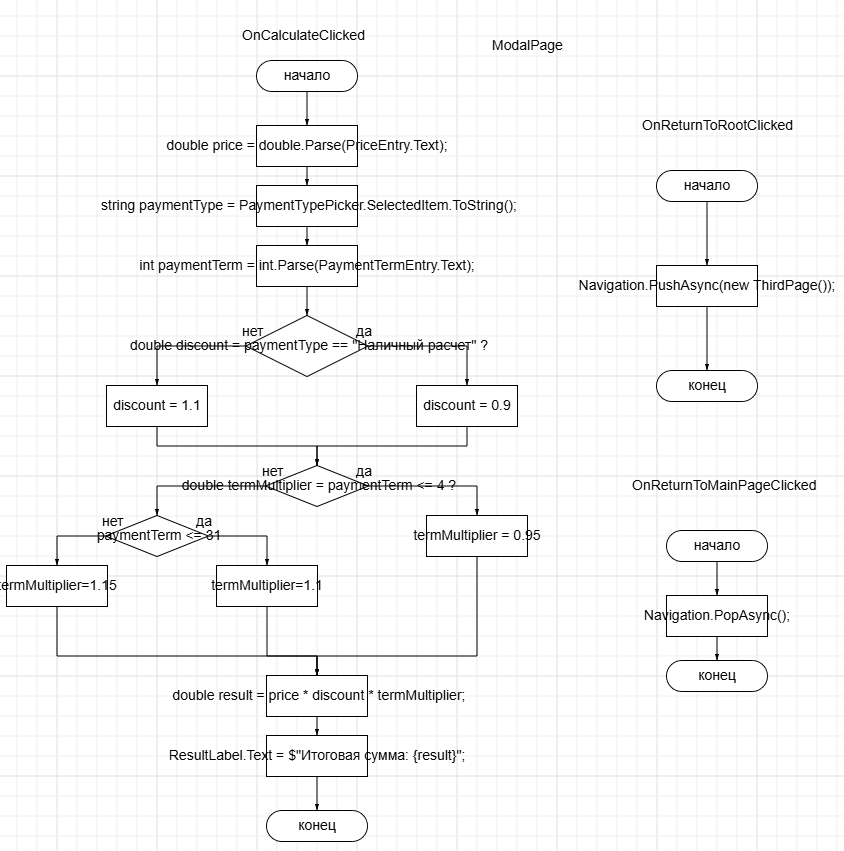 OnCalculateClicked
ModalPage
начало
double price = double.Parse(PriceEntry.Text);
string paymentType = PaymentTypePicker.SelectedItem.ToString();
int paymentTerm = int.Parse(PaymentTermEntry.Text);
нет
да
double discount = paymentType == "Наличный расчет" ?
discount = 1.1
discount = 0.9
нет
да
double termMultiplier = paymentTerm <= 4 ?
нет
да
paymentTerm <= 31
termMultiplier = 0.95
termMultiplier=1.15
termMultiplier=1.1
double result = price * discount * termMultiplier;
ResultLabel.Text = $"Итоговая сумма: {result}";
конец
OnReturnToRootClicked
начало
Navigation.PushAsync(new ThirdPage());
конец
OnReturnToMainPageClicked
начало
Navigation.PopAsync();
конец